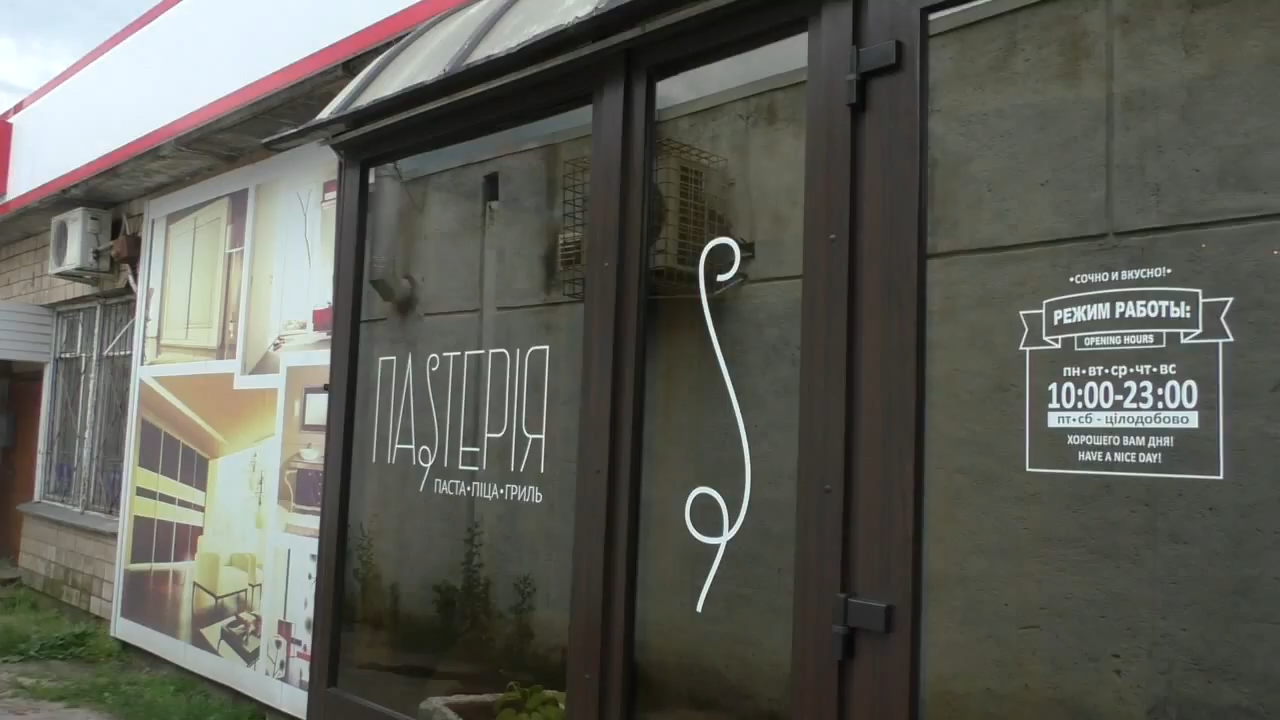 ПАSТЕРІЯ
ПАСТА•ПІЦА•ГРИЛЬ
•СОЧНО И ВКУСНО!•
РЕЖИМ РАБОТЫ:
OPENING HOURS
ПН•ВТ•СР•ЧТ•ВС
10:00-23:00
ПТ•СБ - ЦІЛОДОБОВО
ХОРОШЕГО ВАМ ДНЯ!
HAVE A NICE DAY!